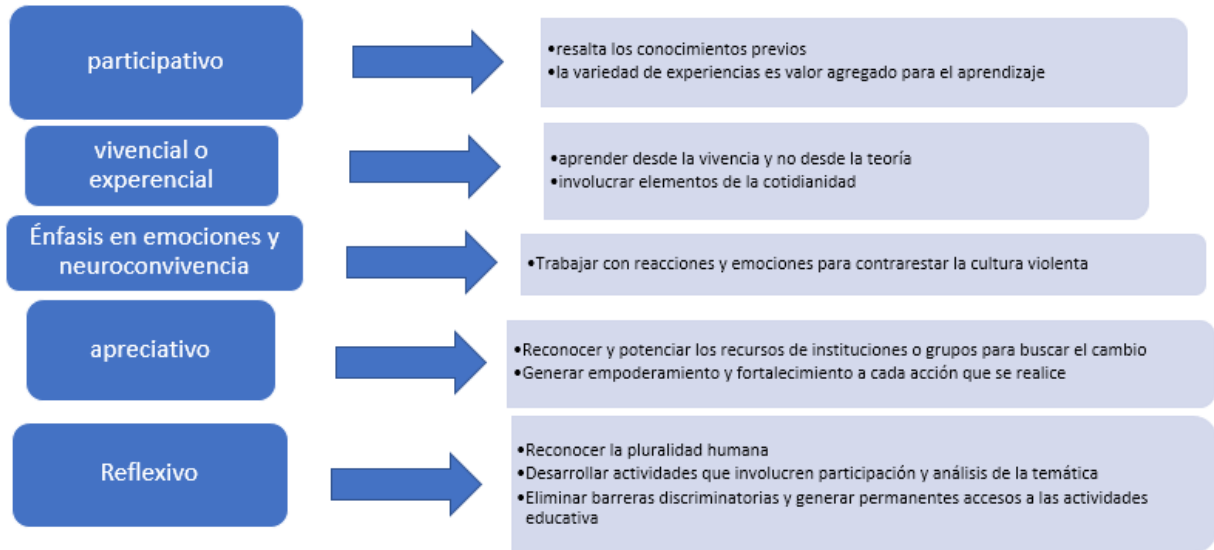 participativo
•resalta los conocimientos previos
•la variedad de experiencias es valor agregado para el aprendizaje
vivencial o
experencial
•aprender desde la vivencia y no desde la teoría
•involucrar elementos de la cotidianidad
Énfasis en emociones y
neuroconvivencia
•Trabajar con reacciones y emociones para contrarestar la cultura violenta
apreciativo
•Reconocer y potenciar los recursos de instituciones o grupos para buscar el cambio
•Generar empoderamiento y fortalecimiento a cada acción que se realice
Reflexivo
•Reconocer la pluralidad humana
•Desarrollar actividades que involucren participación y análisis de la temática
•Eliminar barreras discriminatorias y generar permanentes accesos a las actividades
educativa